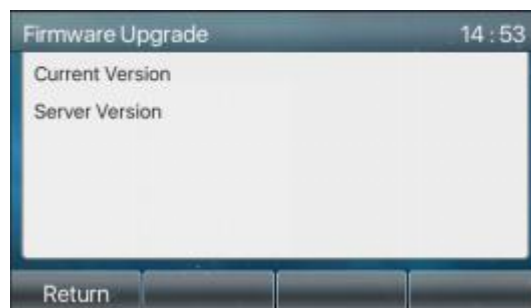 Firmware Upgrade 14 : 53
Current Version
Server Version
Return